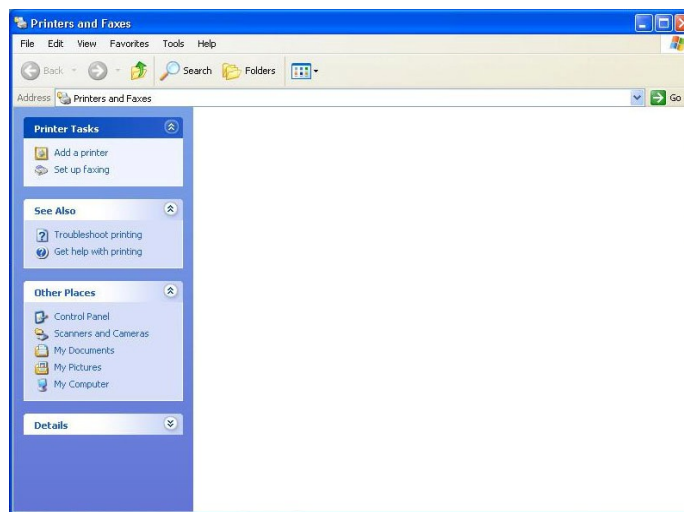 Printers and Faxes
File Edit View Favorites Tools Help
Back Search Folders
Address Printers and Faxes Go
Printer Tasks
Add a printer
Set up faxing
See Also
Troubleshoot printing
Get help with printing
Other Places
Control Panel
Scanners and Cameras
My Documents
My Pictures
My Computer
Details